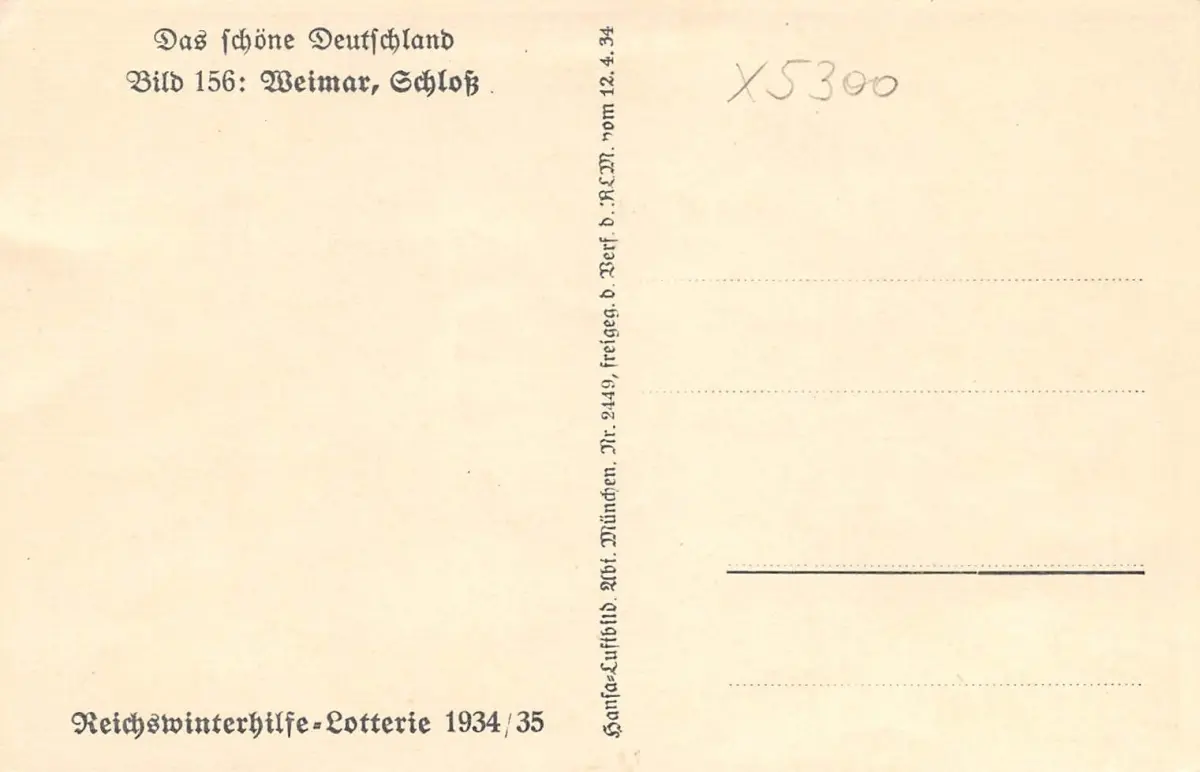 Das schöne Deutschland
Bild 156: Weimar, Schloß
Reichswinterhilfe-Lotterie 1934/35
Hansa-Luftbild. Abt. München. Nr. 2449, freigeg. d. Verf. d. RLM. vom 12.4.34
X5300